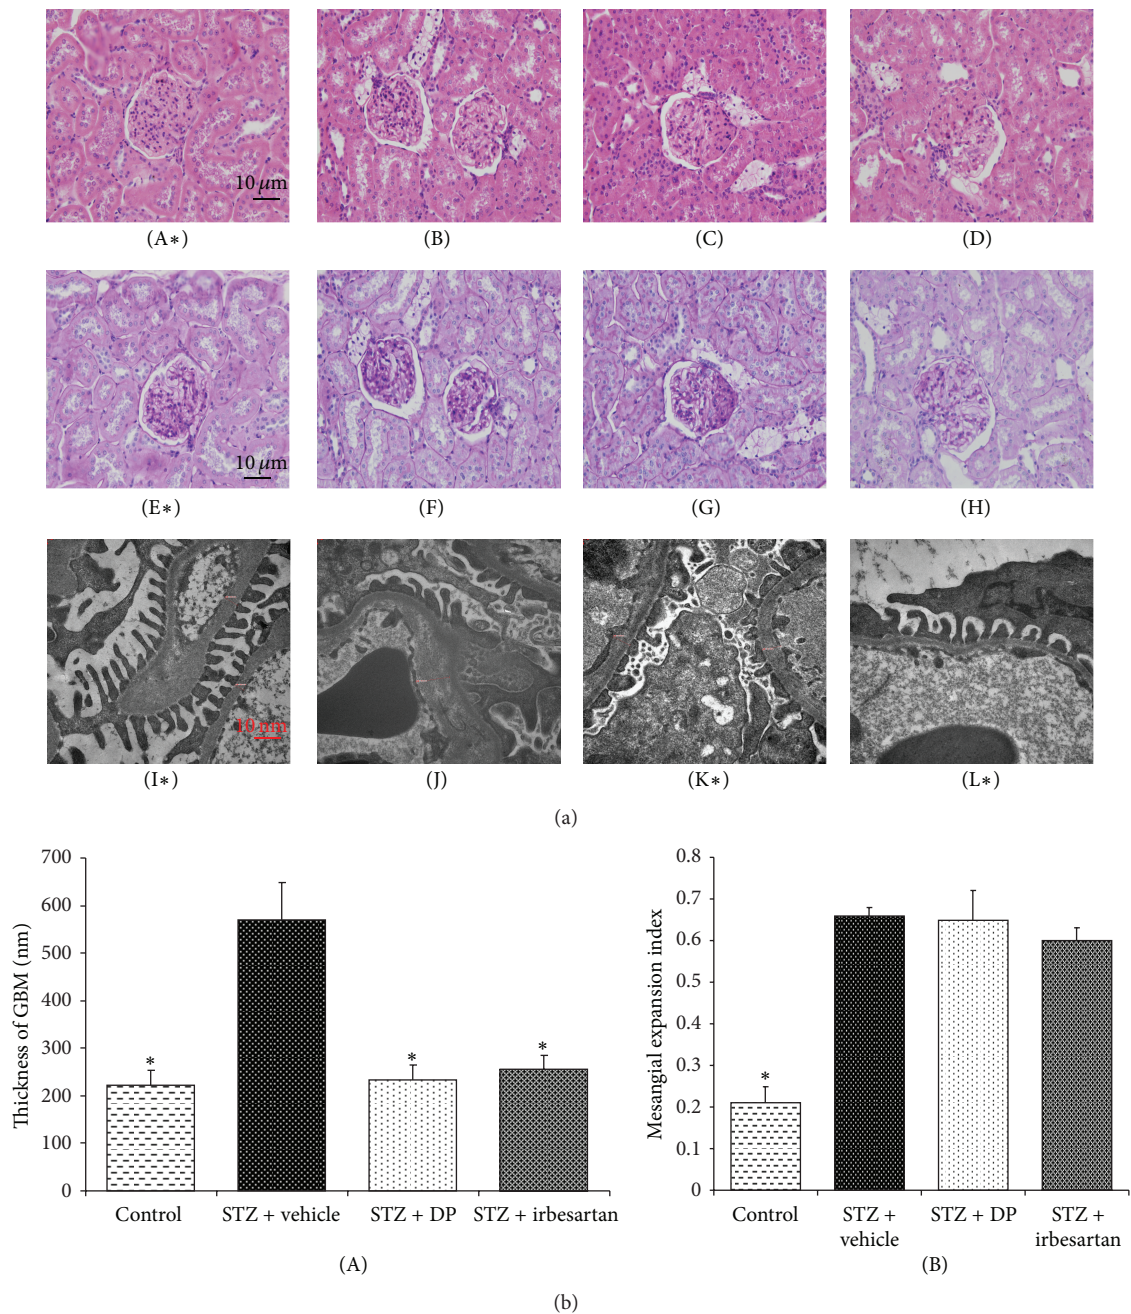 10 μm
(A∗)
(B)
(C)
(D)
10 μm
(E∗)
(F)
(G)
(H)
10 nm
(I∗)
(J)
(K∗)
(L∗)
(a)
Thickness of GBM (nm)
700
600
500
400
300
200
100
0
*
*
*
Control
STZ + vehicle
STZ + DP
STZ + irbesartan
(A)
Mesangial expansion index
0.8
0.7
0.6
0.5
0.4
0.3
0.2
0.1
0
*
Control
STZ +
vehicle
STZ + DP
STZ +
irbesartan
(B)
(b)